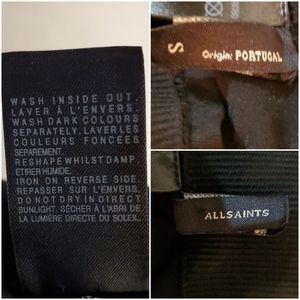 WASH INSIDE OUT.
LAVER À L'ENVERS.
WASH DARK COLOURS
SEPARATELY, LAVER LES
COULEURS FONCÉES
SEPAREMENT.
RESHAPE WHILST DAMP.
ETIRER HUMIDE.
IRON ON REVERSE SIDE.
REPASSER SUR L'ENVERS.
DO NOT DRY IN DIRECT
SUNLIGHT. SÉCHER À L'ABRI DE
LA LUMIÈRE DIRECTE DU SOLEIL.
S
Origin: PORTUGAL
ALLSAINTS